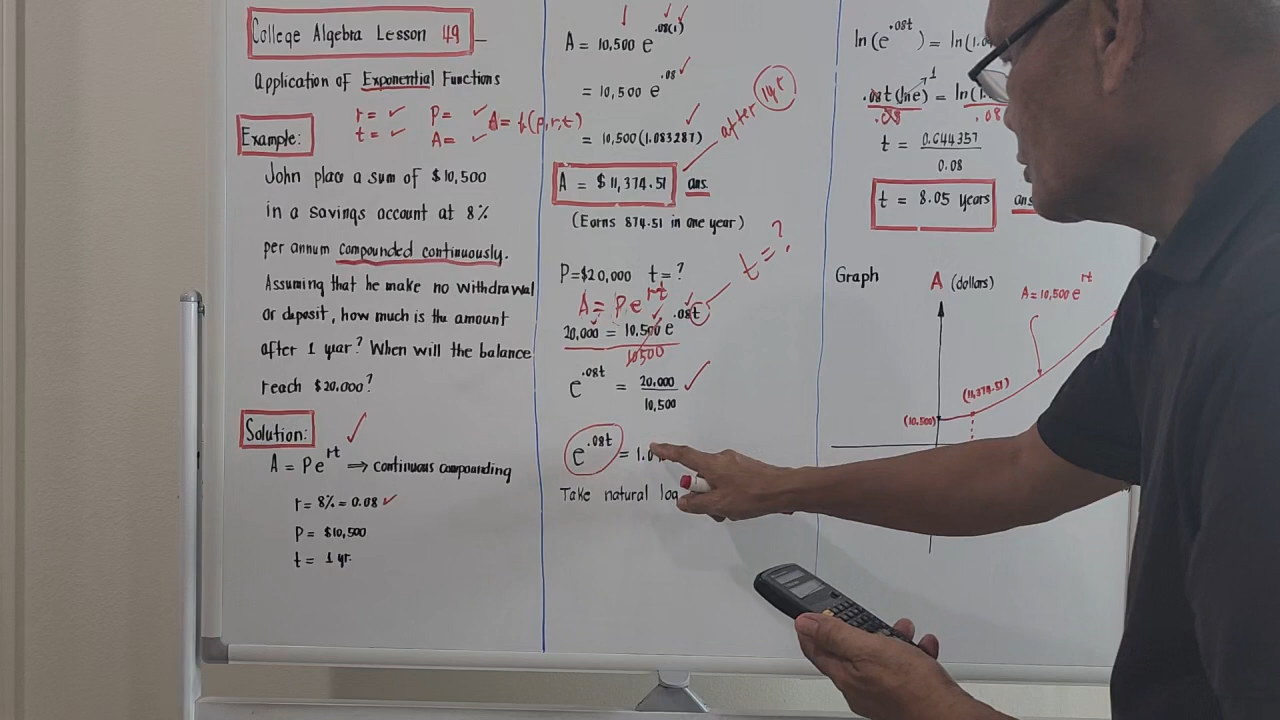 College Algebra Lesson 49
Application of Exponential Functions
r= ✓ P= ✓ A= f(p,r,t)
t= ✓ A= ✓
Example:
John place a sum of $10,500
in a savings account at 8%
per annum compounded continuously.
Assuming that he make no withdrawal
or deposit, how much is the amount
after 1 year? When will the balance
reach $20,000?
Solution:
A = Pe^rt ⇒ continuous compounding
r = 8% = 0.08 ✓
P = $10,500
t = 1 yr.
A = 10,500 e^.08(1)
= 10,500 e^.08 ✓
= 10,500 (1.083287)
after 1yr
A = $11,374.51 ans.
(Earns 874.51 in one year)
P=$20,000 t=?
t=?
A = Pe^rt
20,000 = 10,500 e^.08t
10500
e^.08t = 20,000 / 10,500 ✓
e^.08t = 1.
Take natural log
ln(e^.08t) = ln(1.
.08t (lne) = ln(1. 1
.08 .08
t = 0.644357 / 0.08
t = 8.05 years ans
Graph
A (dollars)
A=10,500 e^rt
(11,374.51)
(10,500)